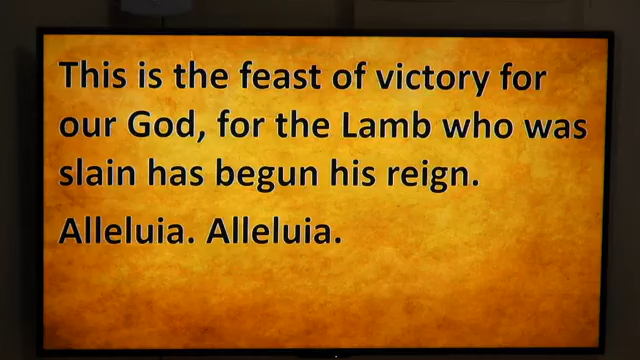 This is the feast of victory for
our God, for the Lamb who was
slain has begun his reign.
Alleluia. Alleluia.